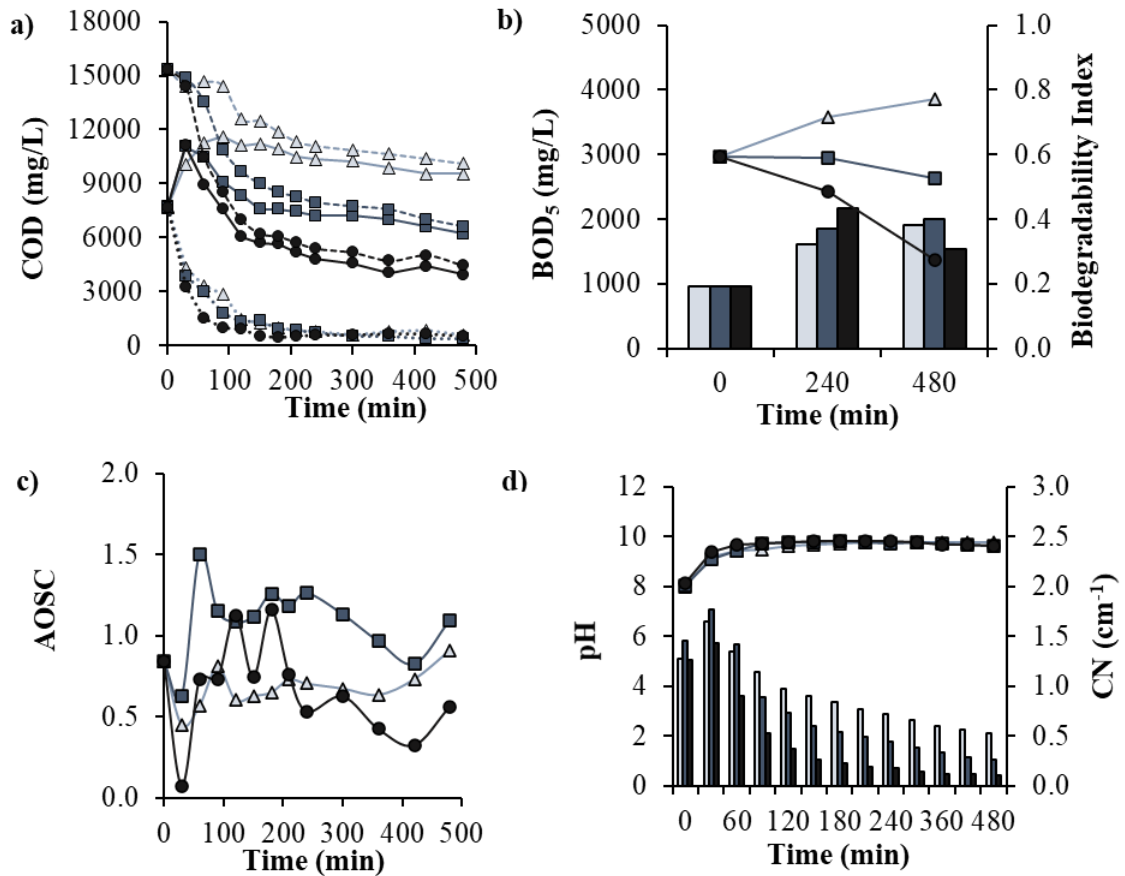 a)
18000
15000
12000
9000
6000
3000
0
COD (mg/L)
0 100 200 300 400 500
Time (min)
b)
5000
4000
3000
2000
1000
0
BOD₅ (mg/L)
1.0
0.8
0.6
0.4
0.2
0.0
Biodegradability Index
0 240 480
Time (min)
c)
2.0
1.5
1.0
0.5
0.0
AOSC
0 100 200 300 400 500
Time (min)
d)
12
10
8
6
4
2
0
pH
3.0
2.5
2.0
1.5
1.0
0.5
0.0
CN (cm⁻¹)
0 60 120 180 240 360 480
Time (min)